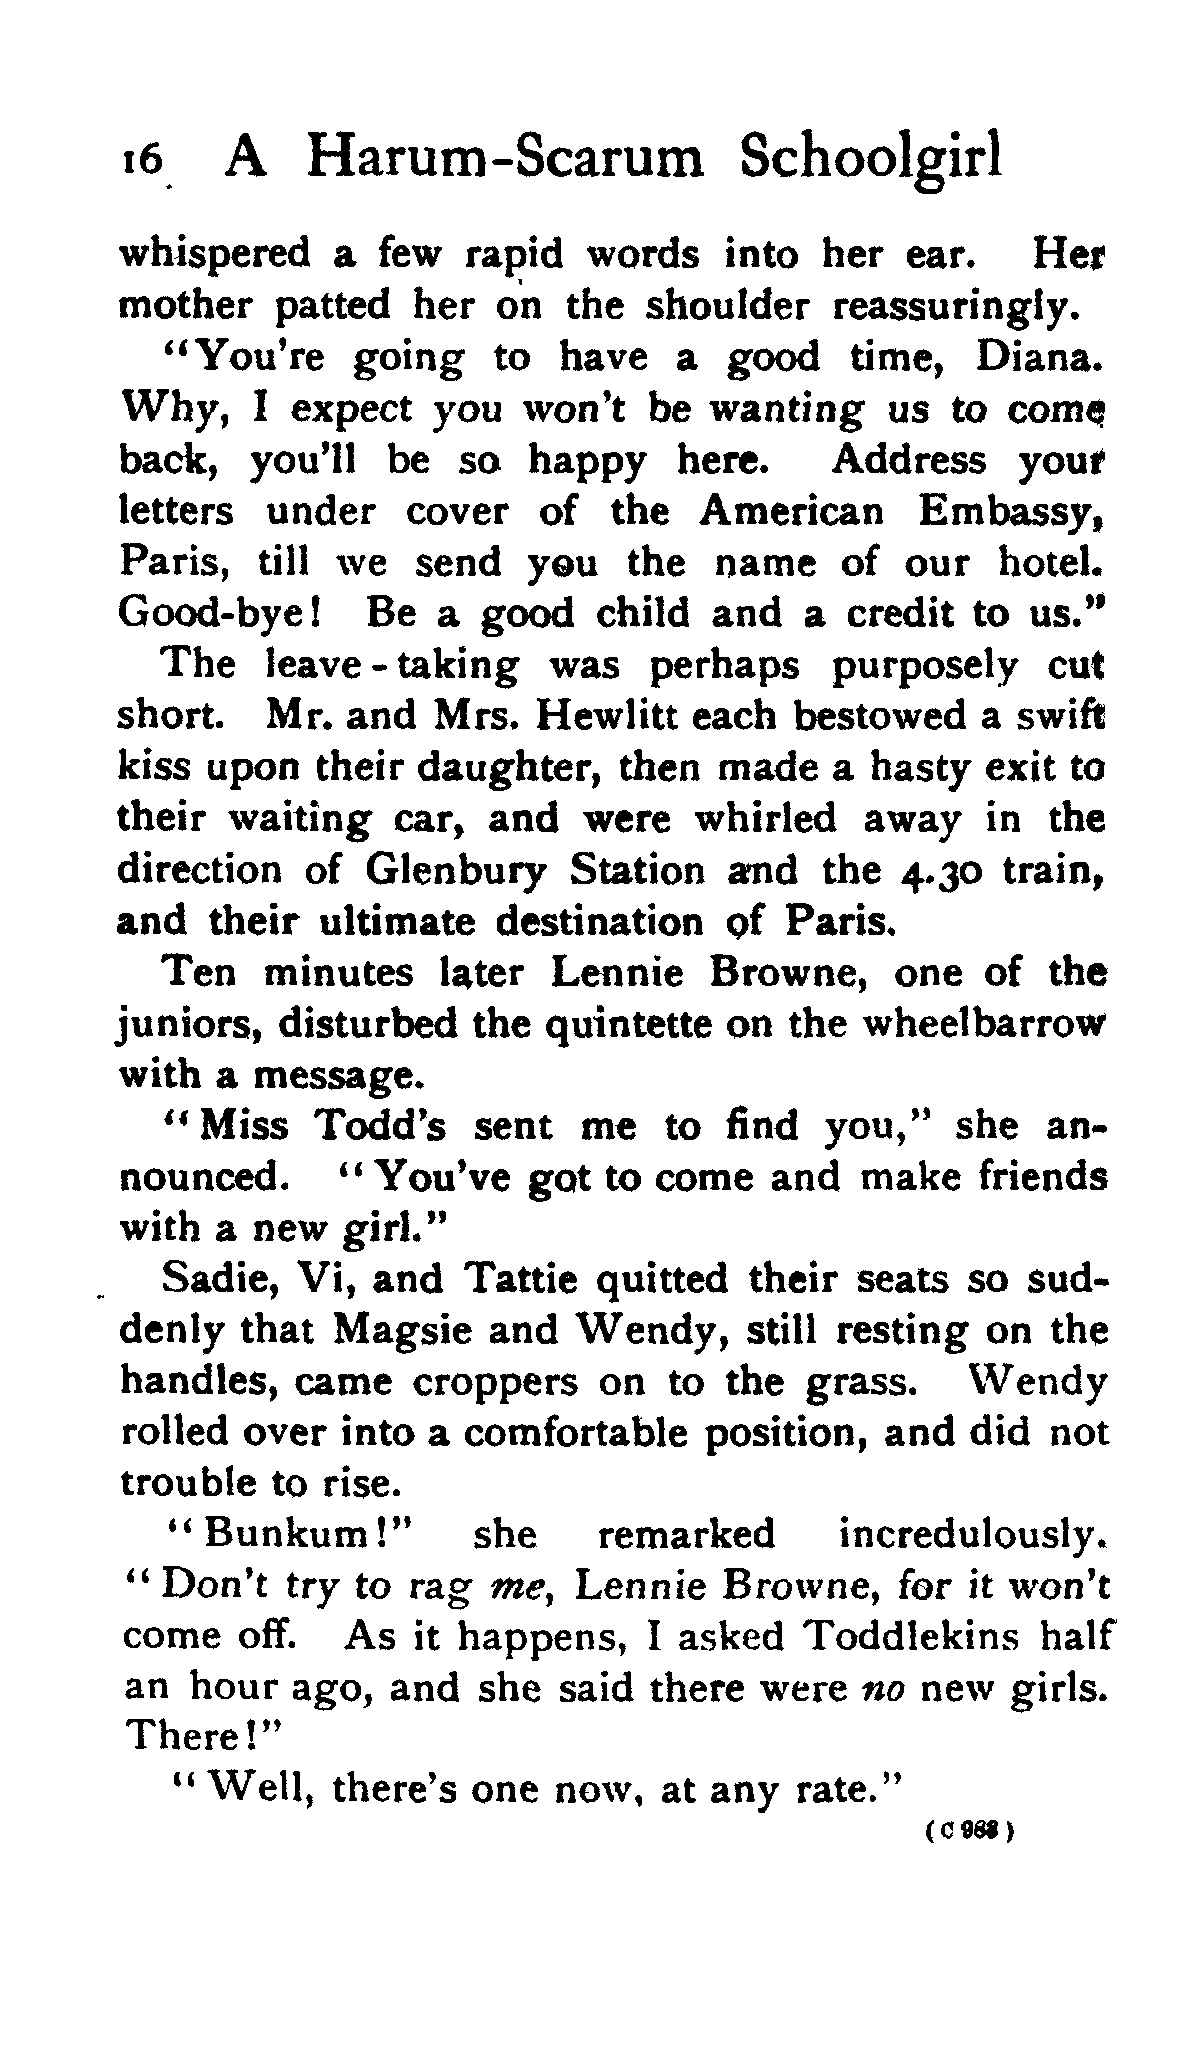 16 A Harum-Scarum Schoolgirl
whispered a few rapid words into her ear. Her
mother patted her on the shoulder reassuringly.
"You're going to have a good time, Diana.
Why, I expect you won't be wanting us to come
back, you'll be so happy here. Address your
letters under cover of the American Embassy,
Paris, till we send you the name of our hotel.
Good-bye! Be a good child and a credit to us."
The leave-taking was perhaps purposely cut
short. Mr. and Mrs. Hewlitt each bestowed a swift
kiss upon their daughter, then made a hasty exit to
their waiting car, and were whirled away in the
direction of Glenbury Station and the 4.30 train,
and their ultimate destination of Paris.
Ten minutes later Lennie Browne, one of the
juniors, disturbed the quintette on the wheelbarrow
with a message.
"Miss Todd's sent me to find you," she an-
nounced. "You've got to come and make friends
with a new girl."
Sadie, Vi, and Tattie quitted their seats so sud-
denly that Magsie and Wendy, still resting on the
handles, came croppers on to the grass. Wendy
rolled over into a comfortable position, and did not
trouble to rise.
"Bunkum!" she remarked incredulously.
"Don't try to rag me, Lennie Browne, for it won't
come off. As it happens, I asked Toddlekins half
an hour ago, and she said there were no new girls.
There!"
"Well, there's one now, at any rate."
(C 988)